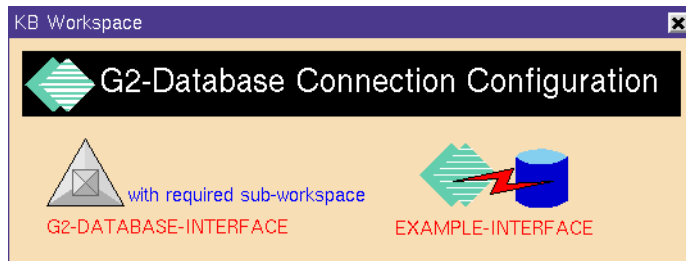 KB Workspace
G2-Database Connection Configuration
with required sub-workspace
G2-DATABASE-INTERFACE
EXAMPLE-INTERFACE